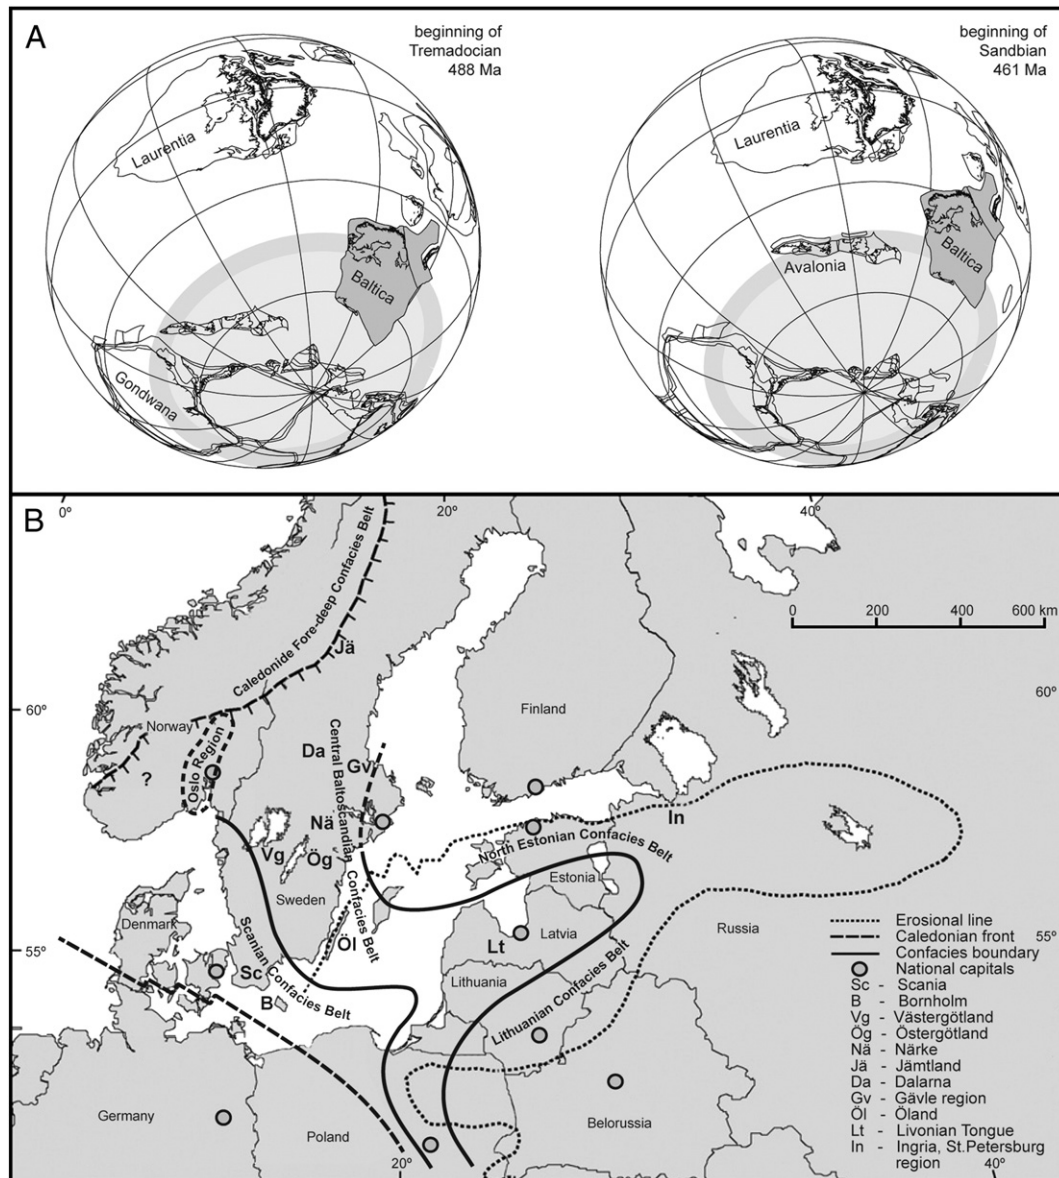 A
beginning of
Tremadocian
488 Ma
Laurentia
Baltica
Gondwana
beginning of
Sandbian
461 Ma
Laurentia
Avalonia
Baltica
B
0°
20°
40°
Caledonide Fore-deep Confacies Belt
0 200 400 600 km
Jä
60°
60°
Norway
Finland
Oslo Region
?
Da
Central Baltoscandian Confacies Belt
Gv
Nä
In
Vg
Ög
North Estonian Confacies Belt
Estonia
Sweden
Denmark
Scanian Confacies Belt
Öl
Lt
Latvia
Russia
55°
55°
Sc
B
Lithuania
Lithuanian Confacies Belt
Germany
Poland
Belorussia
20°
40°
Erosional line
Caledonian front
Confacies boundary
National capitals
Sc - Scania
B - Bornholm
Vg - Västergötland
Ög - Östergötland
Nä - Närke
Jä - Jämtland
Da - Dalarna
Gv - Gävle region
Öl - Öland
Lt - Livonian Tongue
In - Ingria, St.Petersburg
region